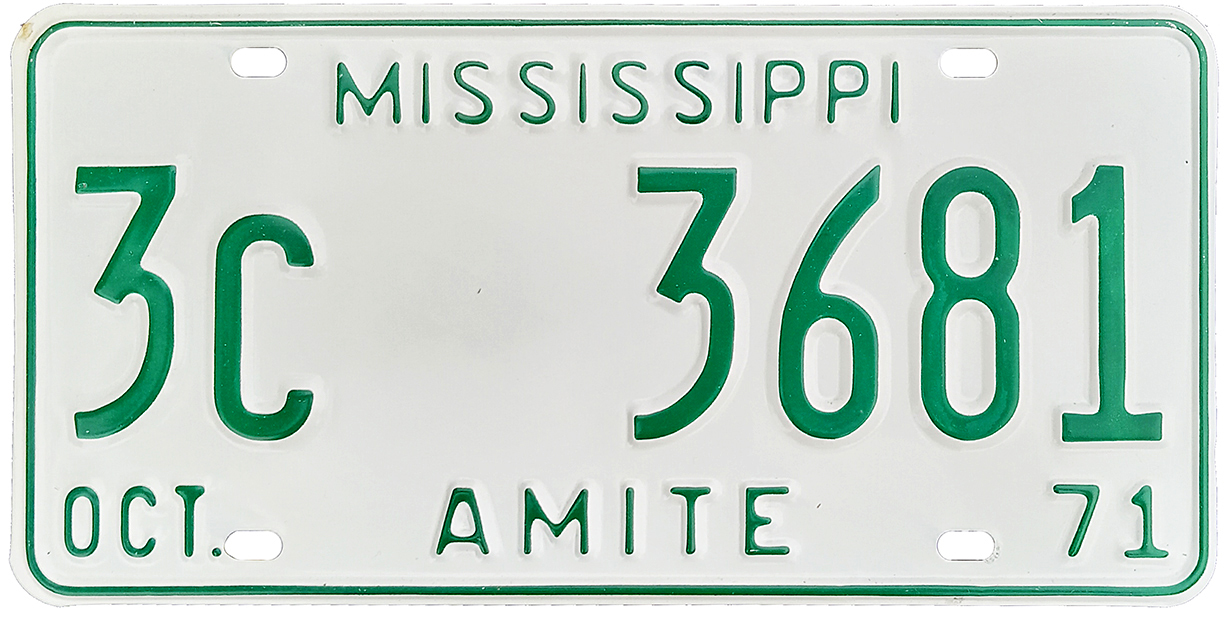 MISSISSIPPI
3C 3681
OCT. AMITE 71